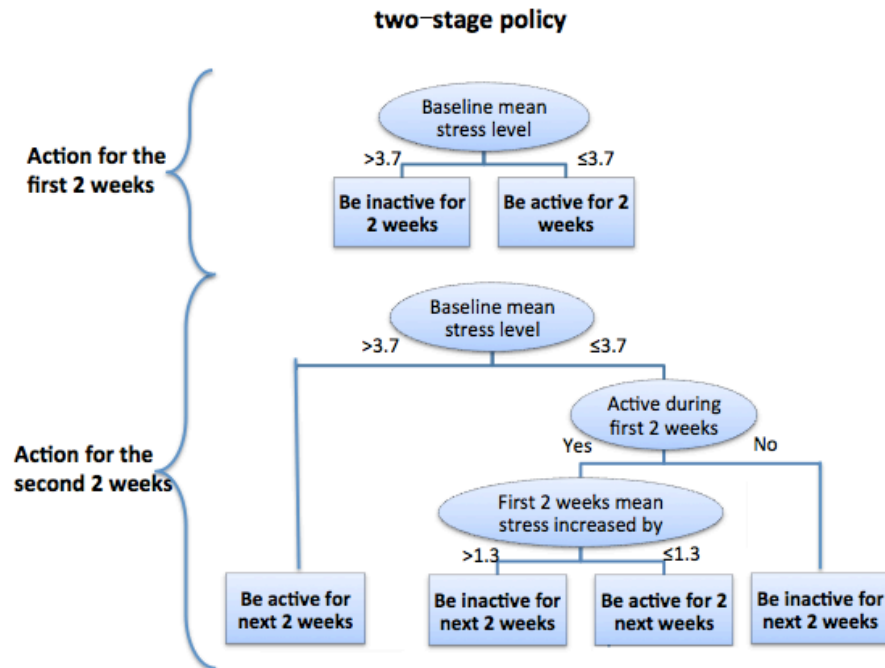 two−stage policy
Baseline mean
stress level
Action for the
first 2 weeks
>3.7
≤3.7
Be inactive for
2 weeks
Be active for 2
weeks
Baseline mean
stress level
>3.7
≤3.7
Active during
first 2 weeks
Action for the
second 2 weeks
Yes
No
First 2 weeks mean
stress increased by
>1.3
≤1.3
Be active for
next 2 weeks
Be inactive for
next 2 weeks
Be active for 2
next weeks
Be inactive for
next 2 weeks